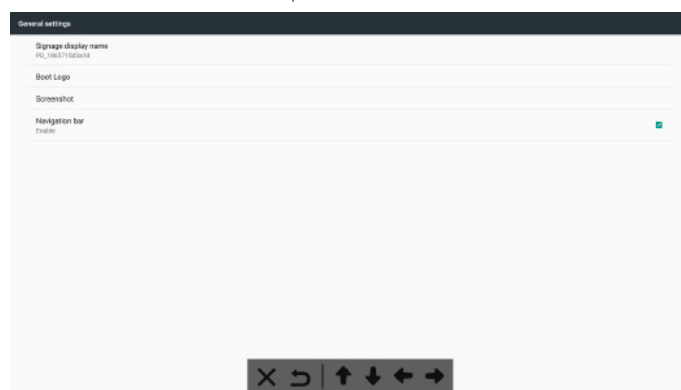 General settings
Signage display name
Boot Logo
Screenshot
Navigation bar
Enable